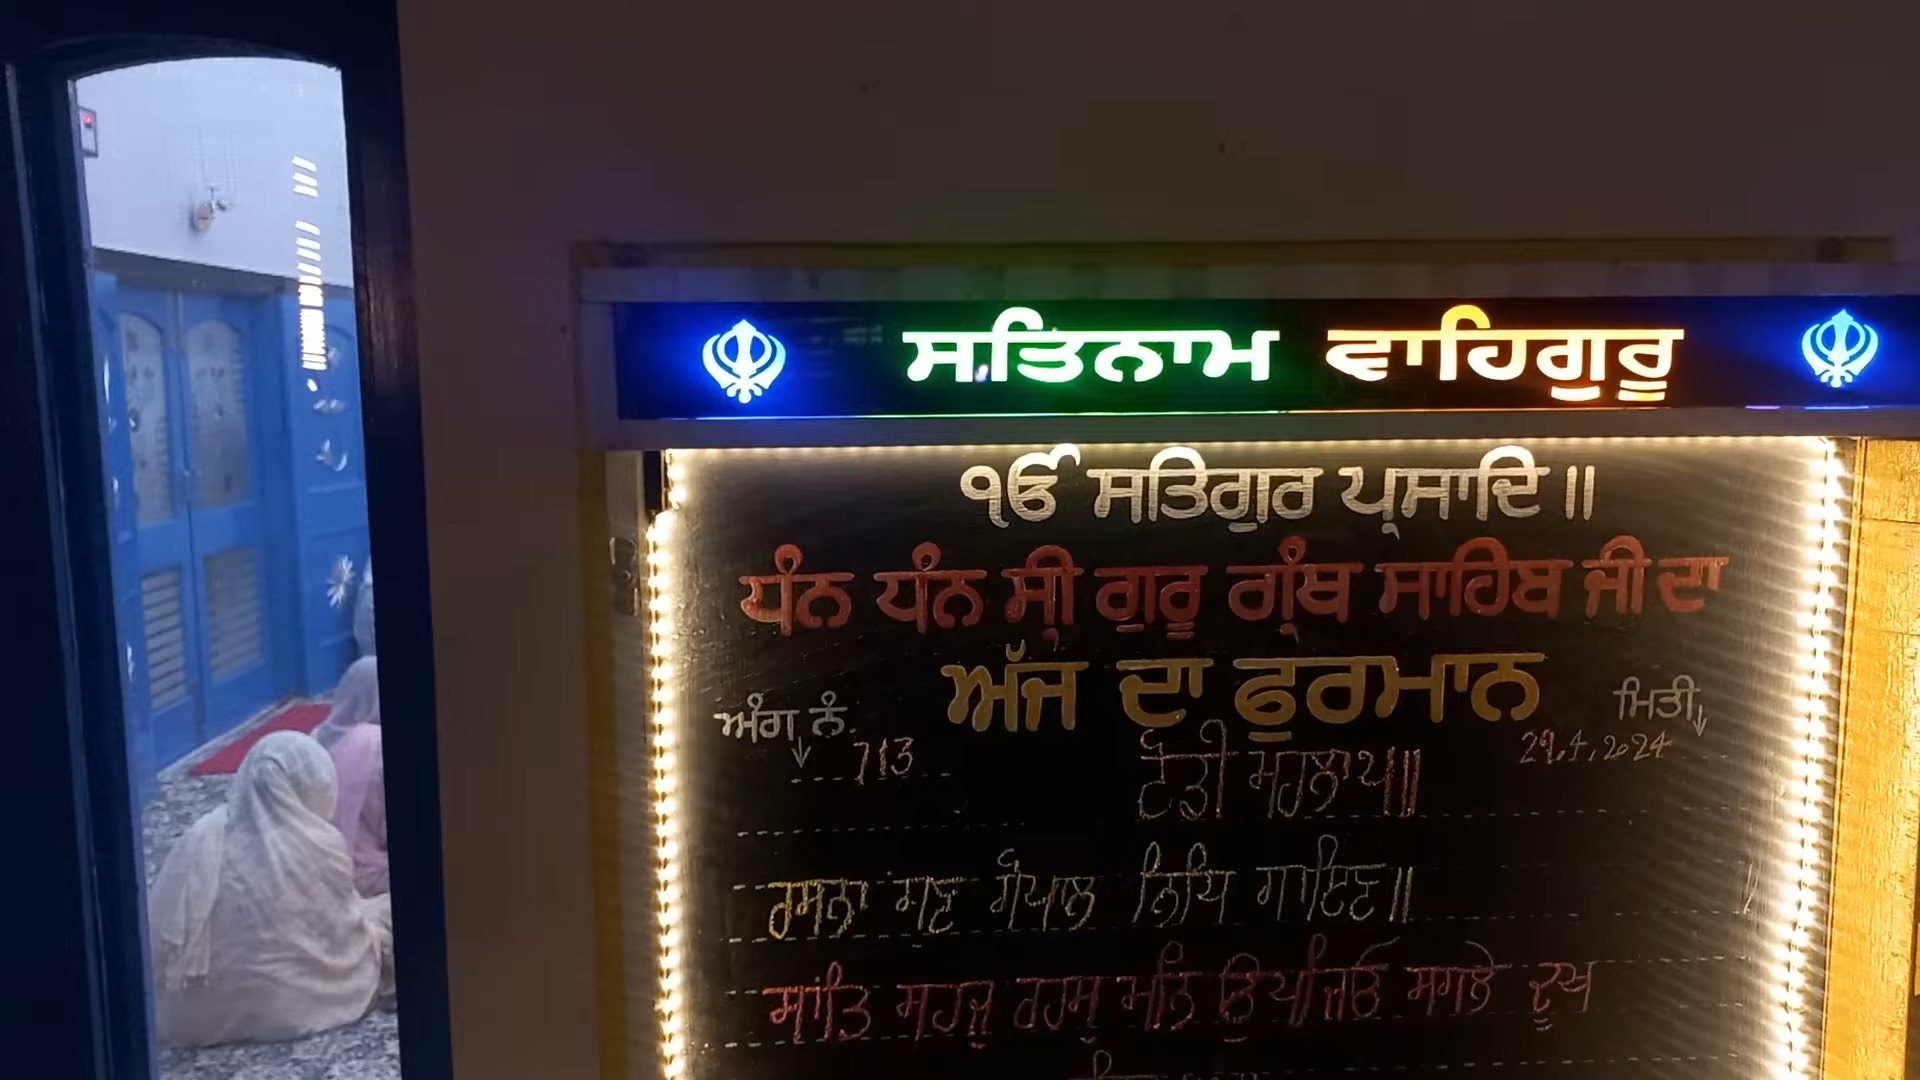 ਸਤਿਨਾਮ ਵਾਹਿਗੁਰੂ
ੴ ਸਤਿਗੁਰ ਪ੍ਰਸਾਦਿ ॥
ਧੰਨ ਧੰਨ ਸ੍ਰੀ ਗੁਰੂ ਗ੍ਰੰਥ ਸਾਹਿਬ ਜੀ ਦਾ
ਅੱਜ ਦਾ ਫੁਰਮਾਨ
ਅੰਗ ਨੰ. 713 ਮਿਤੀ 29.4.2024
ਟੋਡੀ ਮਹਲਾ ੫॥
ਰਸਨਾ ਗੁਣ ਗੋਪਾਲ ਨਿਧਿ ਗਾਇਣ॥
ਸਾਂਤਿ ਸਹਜੁ ਰਹਸੁ ਮਨਿ ਉਪਜਿਓ ਸਗਲੇ ਦੂਖ